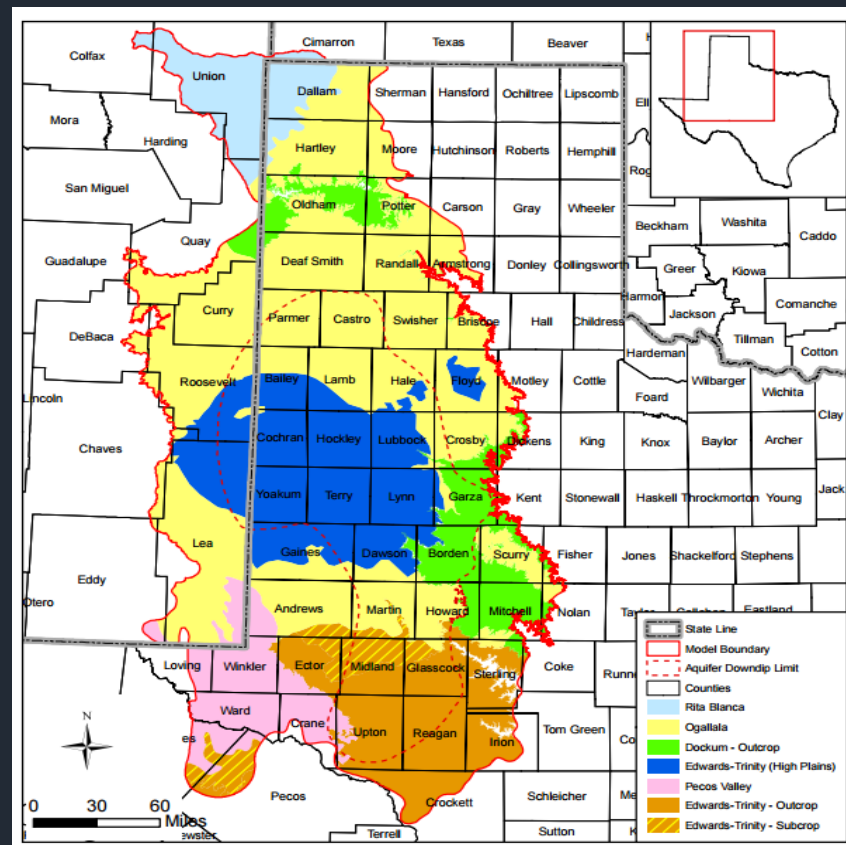 Cimarron Texas Beaver
Colfax
Union
Dallam Sherman Hansford Ochiltree Lipscomb
Mora
Harding
Hartley Moore Hutchinson Roberts Hemphill
San Miguel
Oldham Potter Carson Gray Wheeler
Quay
Beckham Washita
Caddo
Guadalupe Deaf Smith Randall Armstrong Donley Collingsworth
Greer Kiowa
Harmon
Comanche
Curry Parmer Castro Swisher Briscoe Hall Childress
Jackson
DeBaca
Tillman
Cotton
Hardeman
Roosevelt Bailey Lamb Hale Floyd Motley Cottle
Wilbarger
Wichita
Lincoln
Foard
Clay
Chaves
Cochran Hockley Lubbock Crosby Dickens King Knox Baylor Archer
Yoakum Terry Lynn Garza Kent Stonewall Haskell Throckmorton Young Jack
Lea
Gaines Dawson Borden Scurry Fisher Jones Shackelford Stephens
Eddy
Otero
Andrews Martin Howard Mitchell Nolan
Loving Winkler Ector Midland Glasscock Sterling Coke
Ward
Crane
Upton Reagan Irion Tom Green
Pecos
Crockett
Schleicher
Terrell
Sutton
N
0 30 60
Miles
State Line
Model Boundary
Aquifer Downdip Limit
Counties
Rita Blanca
Ogallala
Dockum - Outcrop
Edwards-Trinity (High Plains)
Pecos Valley
Edwards-Trinity - Outcrop
Edwards-Trinity - Subcrop